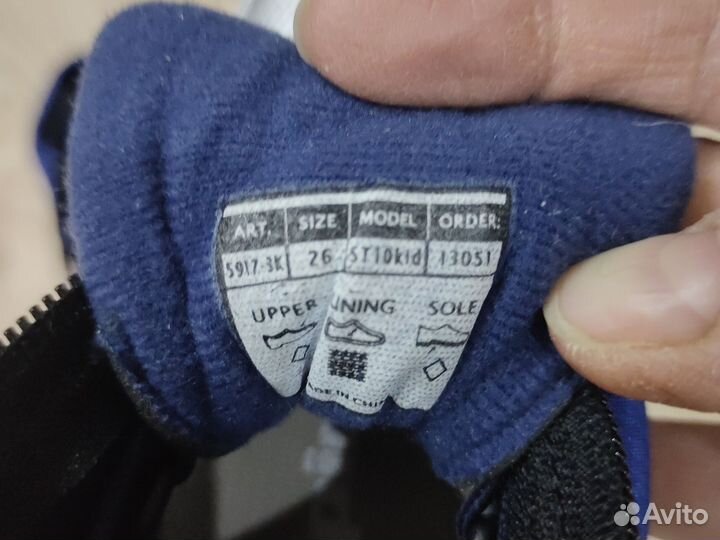 ART. SIZE MODEL ORDER:
5917-3K 26 ST10kid 13051
UPPER LINING SOLE
MADE IN CHINA
Avito